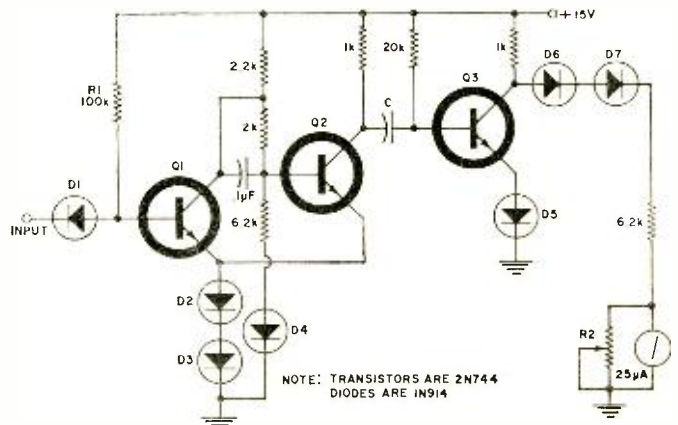 +15V
1k
20k
1k
D6
D7
2.2k
R1
100k
Q3
C
2k
Q2
Q1
D1
1µF
INPUT
6.2k
D5
6.2k
D2
D4
R2
D3
25µA
NOTE: TRANSISTORS ARE 2N744
DIODES ARE 1N914